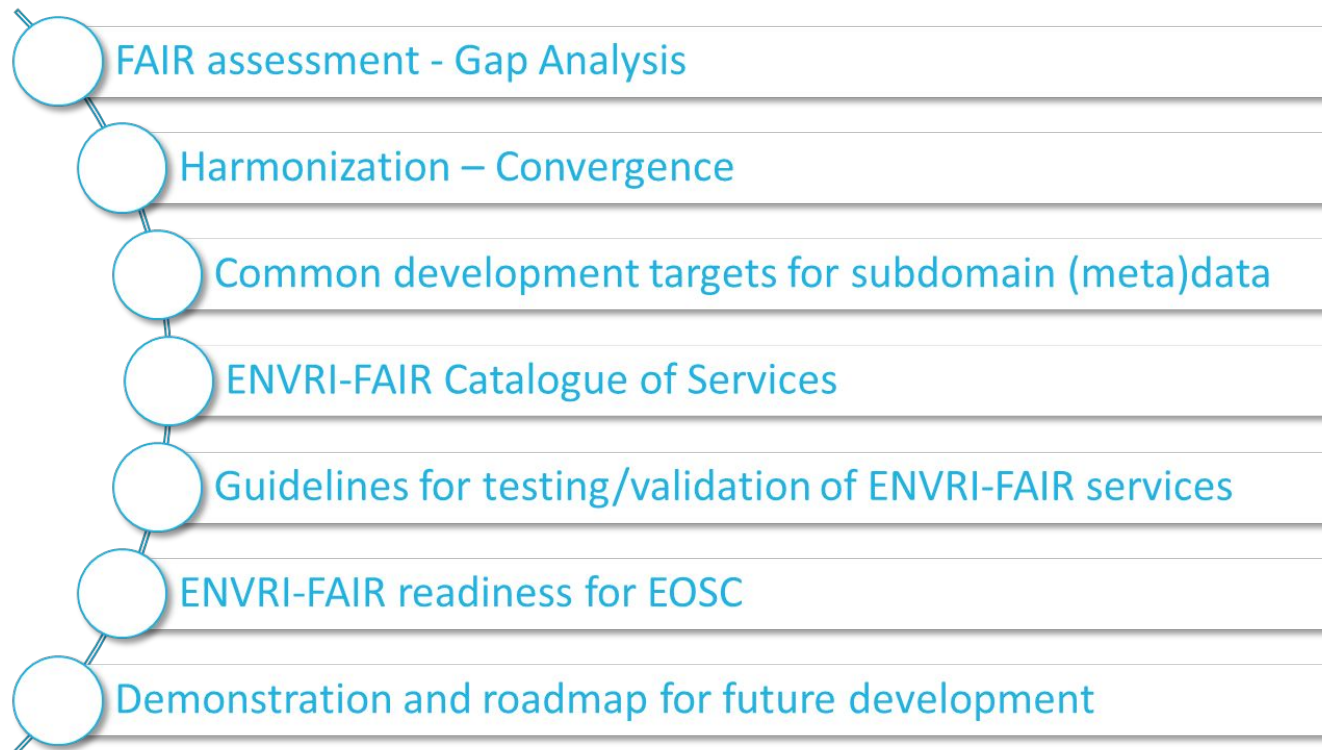 FAIR assessment - Gap Analysis
Harmonization – Convergence
Common development targets for subdomain (meta)data
ENVRI-FAIR Catalogue of Services
Guidelines for testing/validation of ENVRI-FAIR services
ENVRI-FAIR readiness for EOSC
Demonstration and roadmap for future development